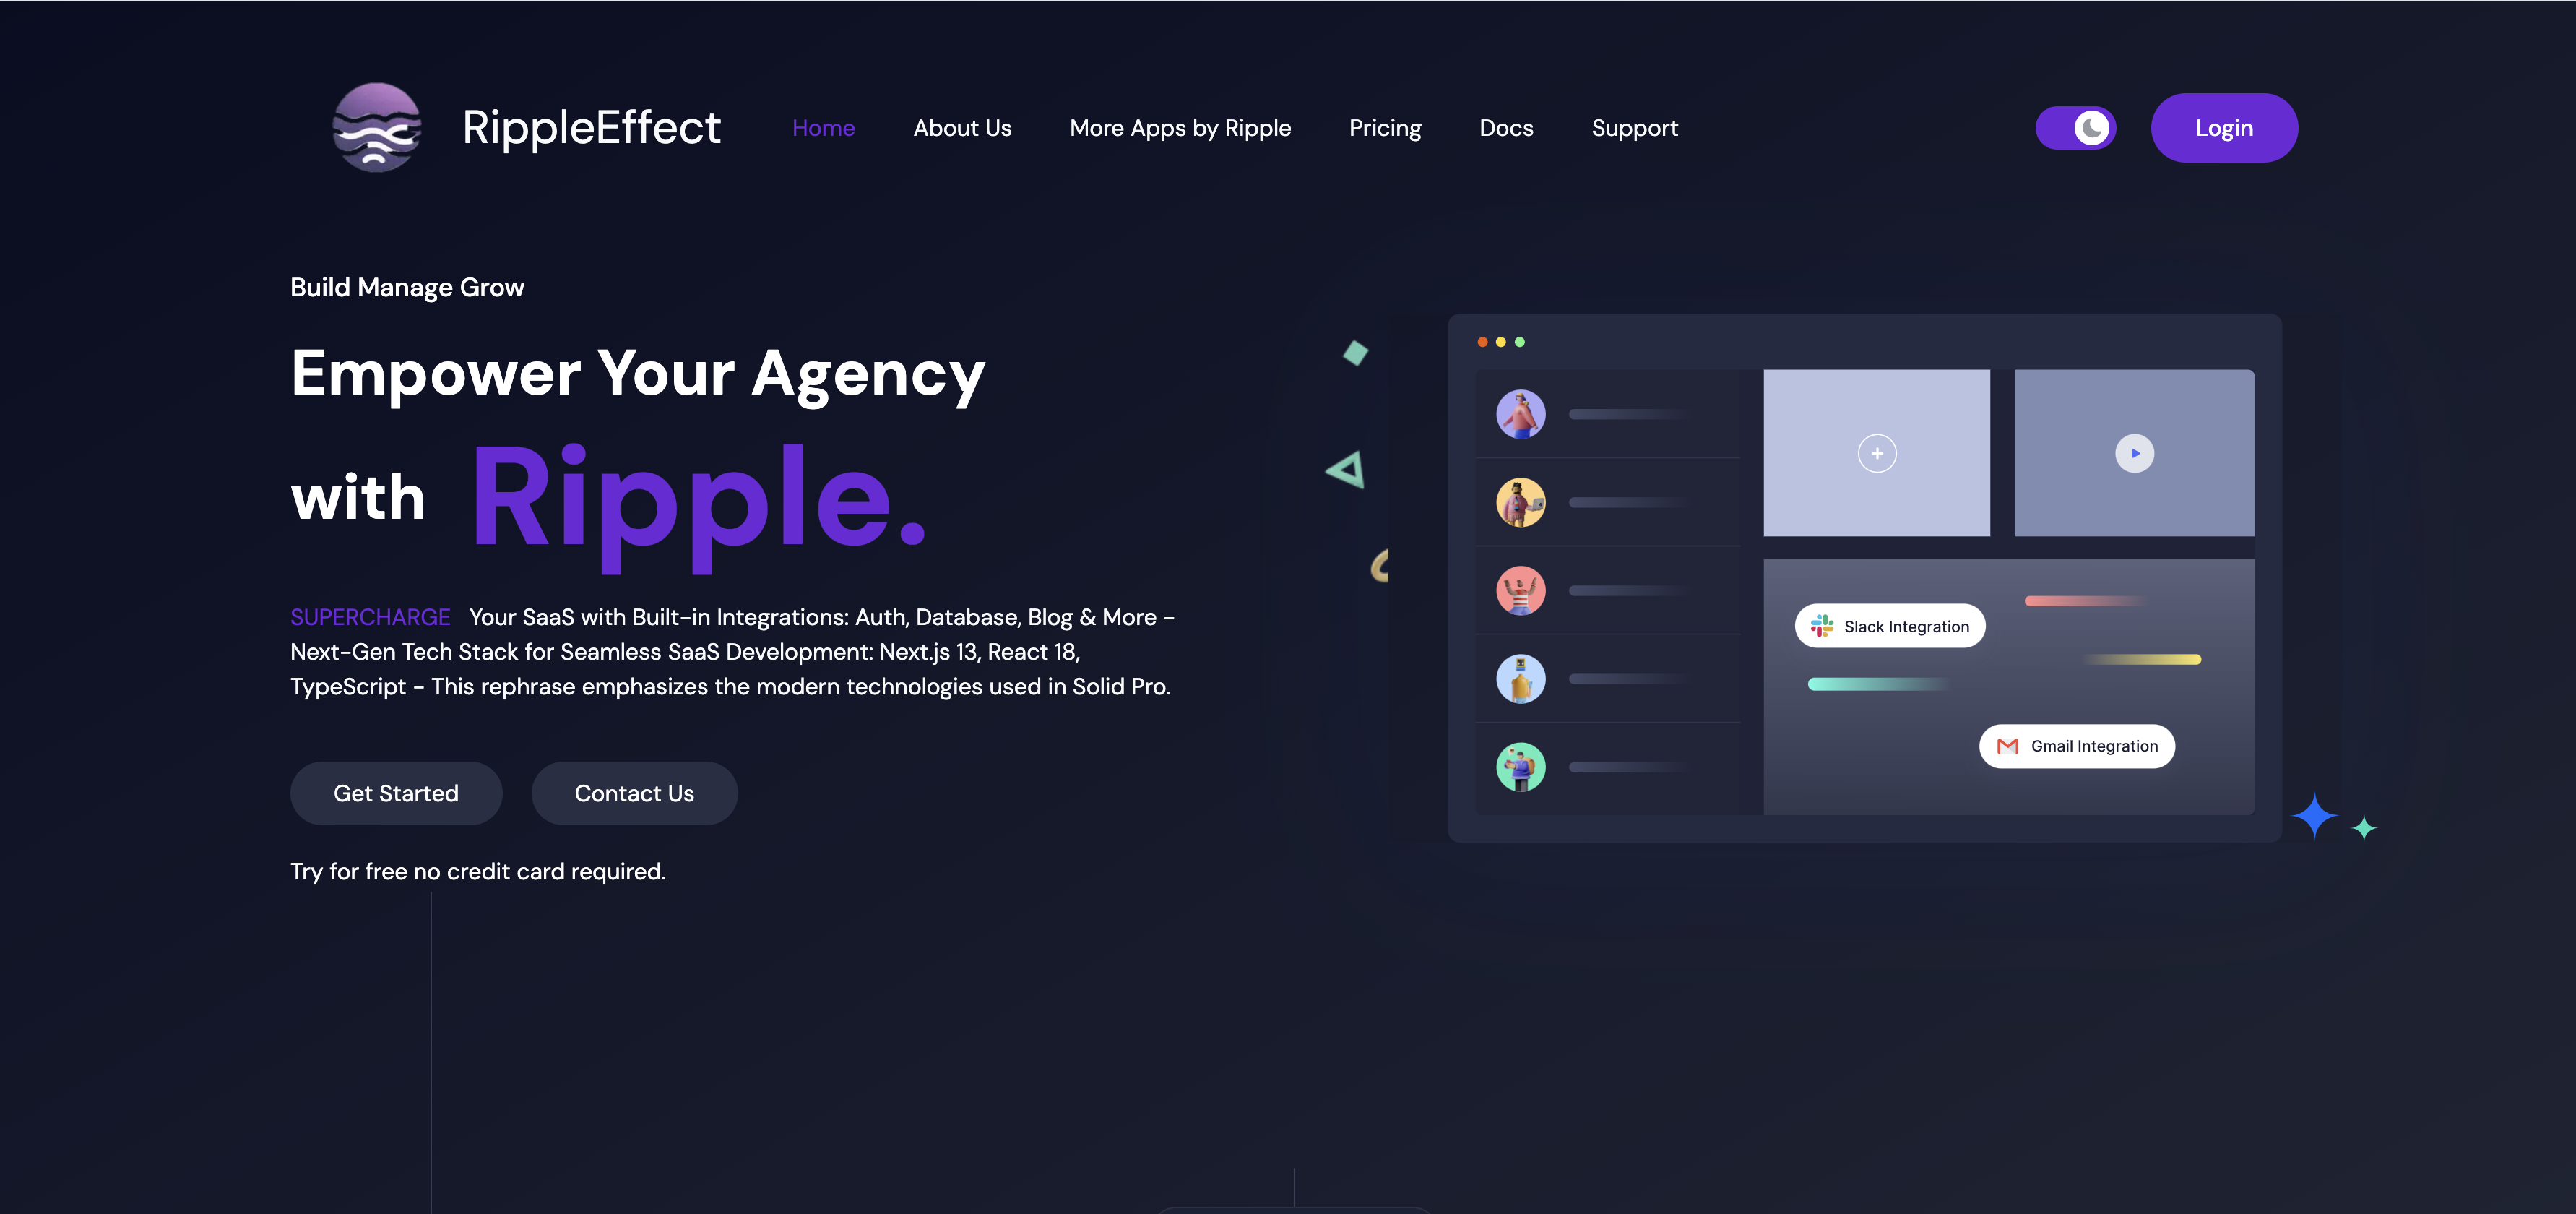 RippleEffect
Home
About Us
More Apps by Ripple
Pricing
Docs
Support
Login
Build Manage Grow
Empower Your Agency
with Ripple.
SUPERCHARGE Your SaaS with Built-in Integrations: Auth, Database, Blog & More -
Next-Gen Tech Stack for Seamless SaaS Development: Next.js 13, React 18,
TypeScript - This rephrase emphasizes the modern technologies used in Solid Pro.
Get Started
Contact Us
Try for free no credit card required.
Slack Integration
Gmail Integration